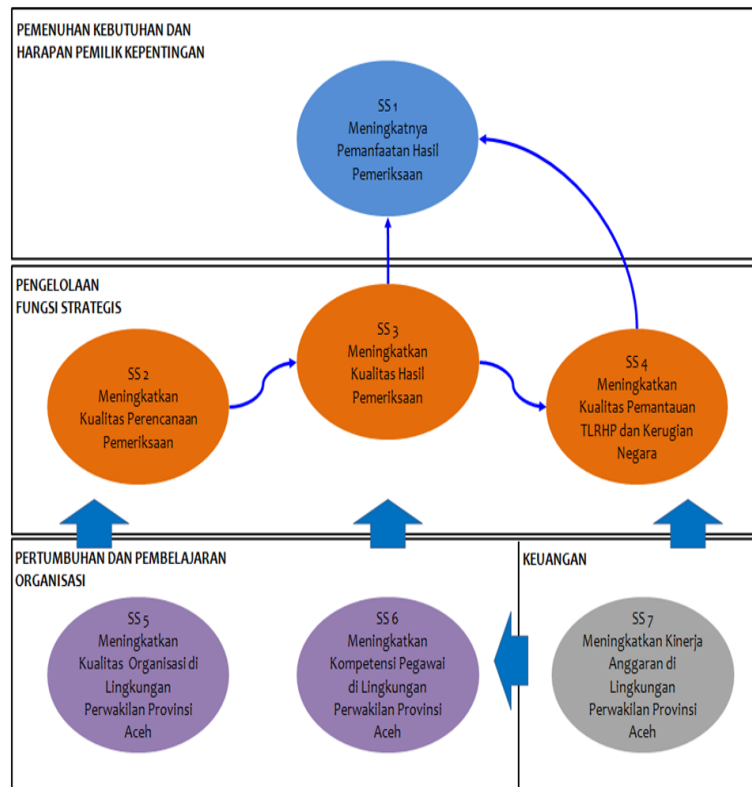 PEMENUHAN KEBUTUHAN DAN
HARAPAN PEMILIK KEPENTINGAN
SS 1
Meningkatnya
Pemanfaatan Hasil
Pemeriksaan
PENGELOLAAN
FUNGSI STRATEGIS
SS 2
Meningkatkan
Kualitas Perencanaan
Pemeriksaan
SS 3
Meningkatkan
Kualitas Hasil
Pemeriksaan
SS 4
Meningkatkan
Kualitas Pemantauan
TLRHP dan Kerugian
Negara
PERTUMBUHAN DAN PEMBELAJARAN
ORGANISASI
SS 5
Meningkatkan
Kualitas Organisasi di
Lingkungan
Perwakilan Provinsi
Aceh
SS 6
Meningkatkan
Kompetensi Pegawai
di Lingkungan
Perwakilan Provinsi
Aceh
KEUANGAN
SS 7
Meningkatkan Kinerja
Anggaran di
Lingkungan
Perwakilan Provinsi
Aceh